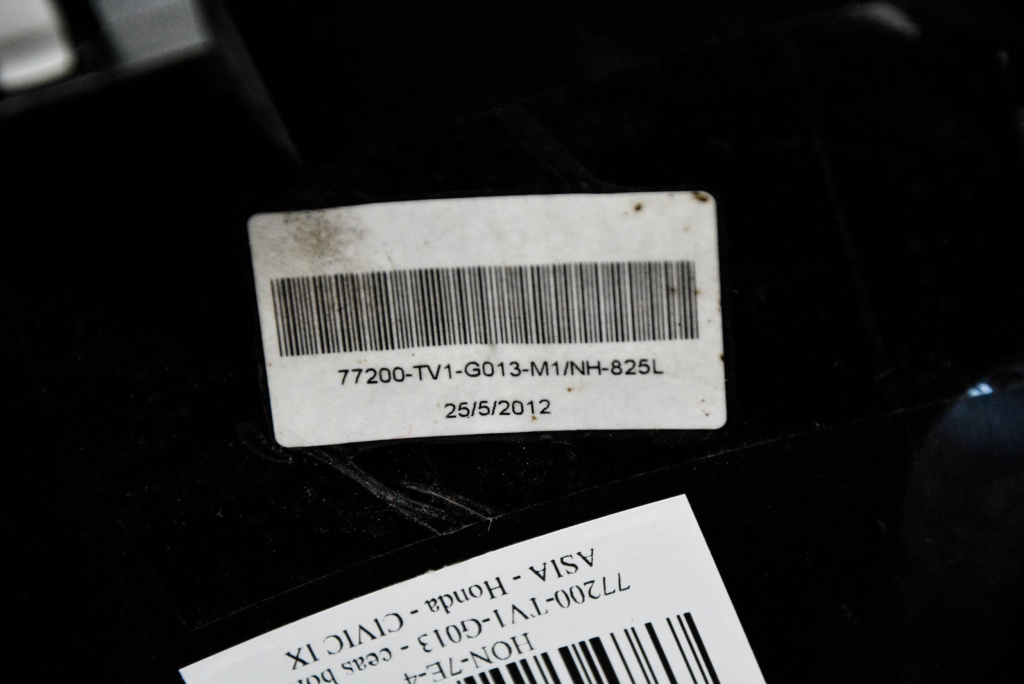 77200-TV1-G013-M1/NH-825L
25/5/2012
HON-7E-4
77200-TV1-G013 - ceas
ASIA - Honda - CIVIC IX